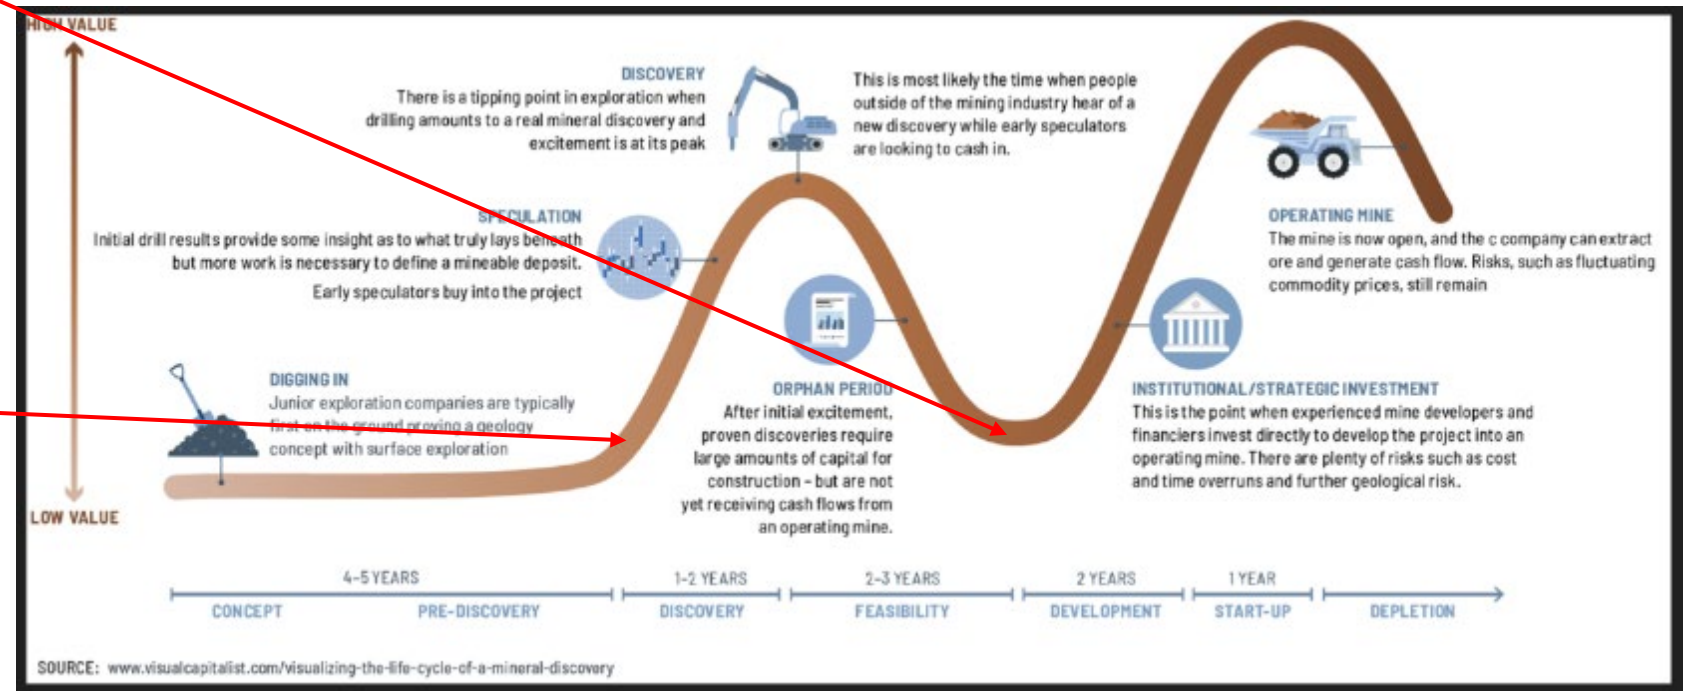 HIGH VALUE
DISCOVERY
There is a tipping point in exploration when
drilling amounts to a real mineral discovery and
excitement is at its peak
This is most likely the time when people
outside of the mining industry hear of a
new discovery while early speculators
are looking to cash in.
SPECULATION
Initial drill results provide some insight as to what truly lays beneath
but more work is necessary to define a mineable deposit.
Early speculators buy into the project
OPERATING MINE
The mine is now open, and the c company can extract
ore and generate cash flow. Risks, such as fluctuating
commodity prices, still remain
DIGGING IN
Junior exploration companies are typically
first on the ground proving a geology
concept with surface exploration
ORPHAN PERIOD
After initial excitement,
proven discoveries require
large amounts of capital for
construction - but are not
yet receiving cash flows from
an operating mine.
INSTITUTIONAL/STRATEGIC INVESTMENT
This is the point when experienced mine developers and
financiers invest directly to develop the project into an
operating mine. There are plenty of risks such as cost
and time overruns and further geological risk.
LOW VALUE
4-5 YEARS
1-2 YEARS
2-3 YEARS
2 YEARS
1 YEAR
CONCEPT
PRE-DISCOVERY
DISCOVERY
FEASIBILITY
DEVELOPMENT
START-UP
DEPLETION
SOURCE: www.visualcapitalist.com/visualizing-the-life-cycle-of-a-mineral-discovery